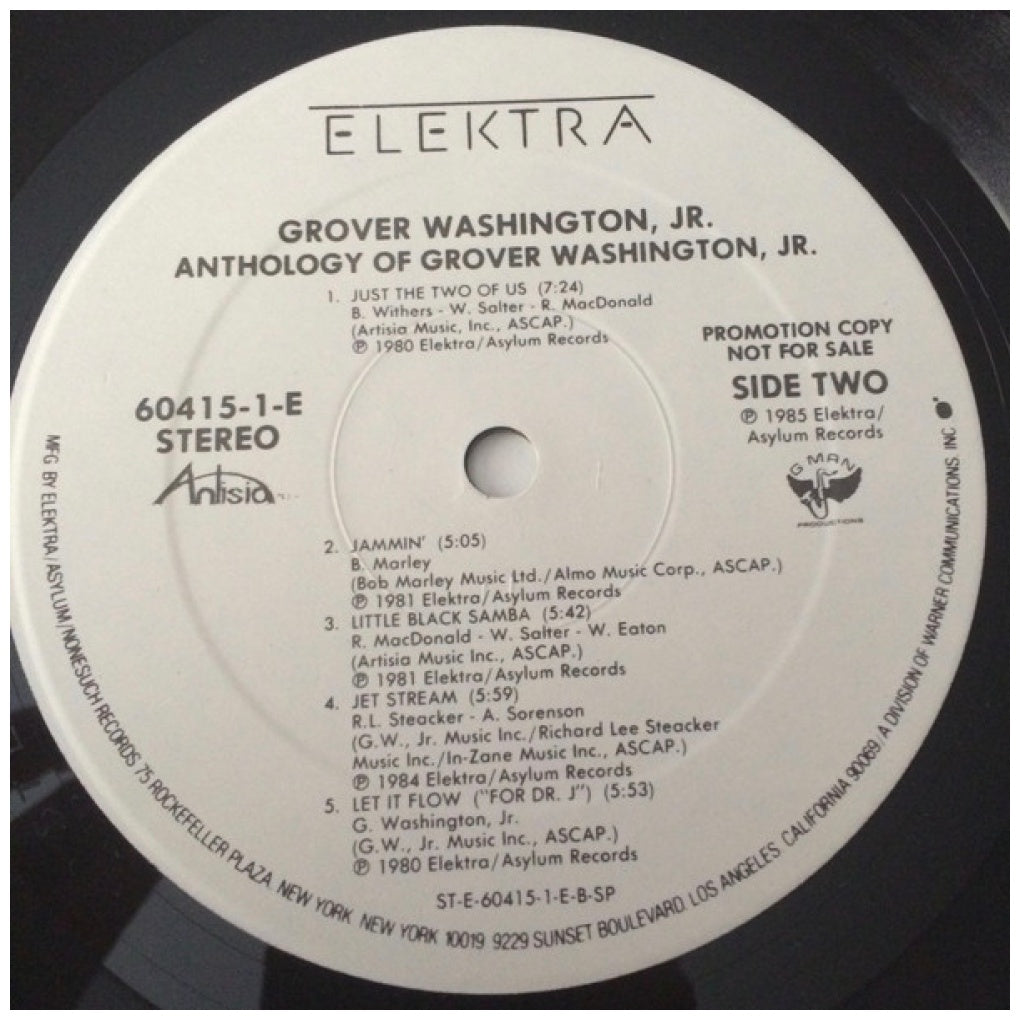 ELEKTRA
GROVER WASHINGTON, JR.
ANTHOLOGY OF GROVER WASHINGTON, JR.
1. JUST THE TWO OF US (7:24)
B. Withers - W. Salter - R. MacDonald
(Artisia Music, Inc., ASCAP.)
℗ 1980 Elektra/Asylum Records
PROMOTION COPY
NOT FOR SALE
SIDE TWO
℗ 1985 Elektra/
Asylum Records
G MAN
PRODUCTIONS
60415-1-E
STEREO
Artisia
2. JAMMIN' (5:05)
B. Marley
(Bob Marley Music Ltd./Almo Music Corp., ASCAP.)
℗ 1981 Elektra/Asylum Records
3. LITTLE BLACK SAMBA (5:42)
R. MacDonald - W. Salter - W. Eaton
(Artisia Music Inc., ASCAP.)
℗ 1981 Elektra/Asylum Records
4. JET STREAM (5:59)
R.L. Steacker - A. Sorenson
(G.W., Jr. Music Inc./Richard Lee Steacker
Music Inc./In-Zane Music Inc., ASCAP.)
℗ 1984 Elektra/Asylum Records
5. LET IT FLOW ("FOR DR. J") (5:53)
G. Washington, Jr.
(G.W., Jr. Music Inc., ASCAP.)
℗ 1980 Elektra/Asylum Records
ST-E-60415-1-E-B-SP
MFG BY ELEKTRA/ASYLUM/NONESUCH RECORDS 75 ROCKEFELLER PLAZA, NEW YORK, NEW YORK 10019 9229 SUNSET BOULEVARD, LOS ANGELES, CALIFORNIA 90069/A DIVISION OF WARNER COMMUNICATIONS, INC